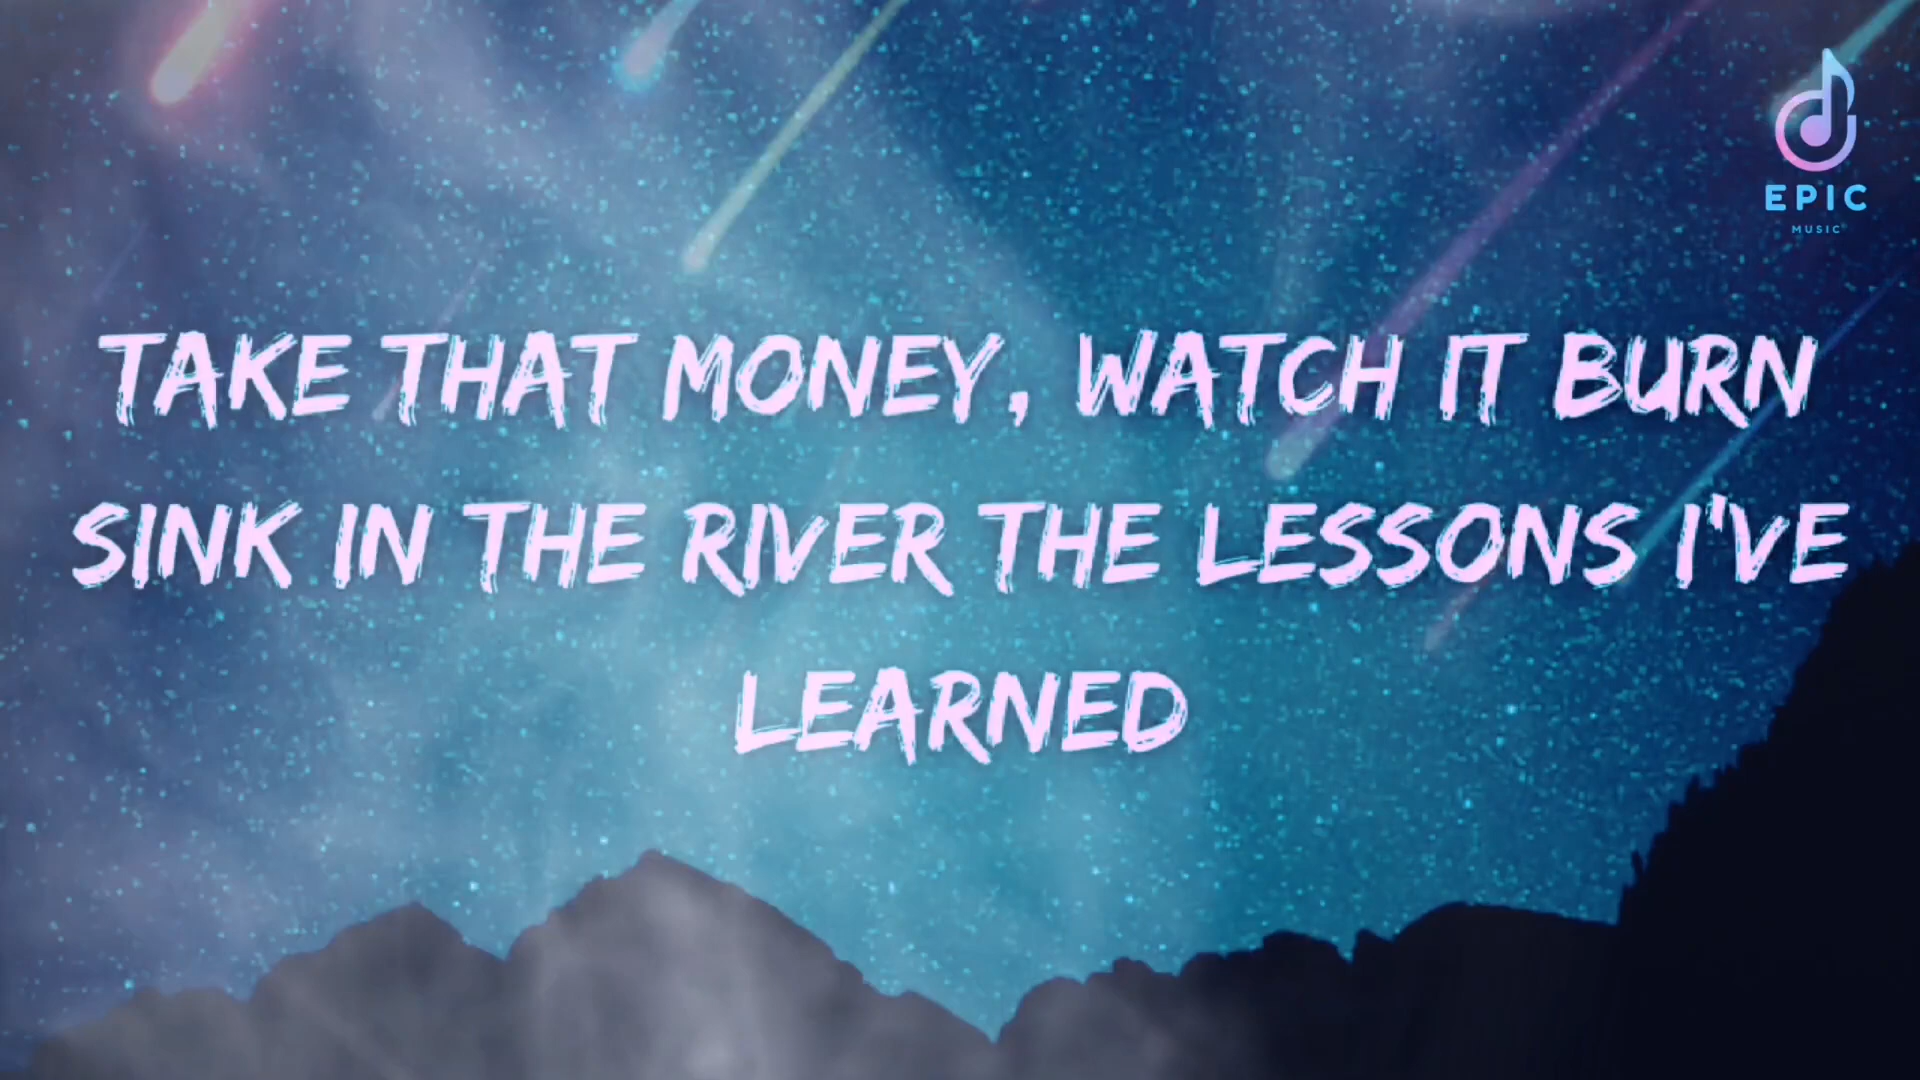 EPIC
MUSIC
TAKE THAT MONEY, WATCH IT BURN
SINK IN THE RIVER THE LESSONS I'VE
LEARNED